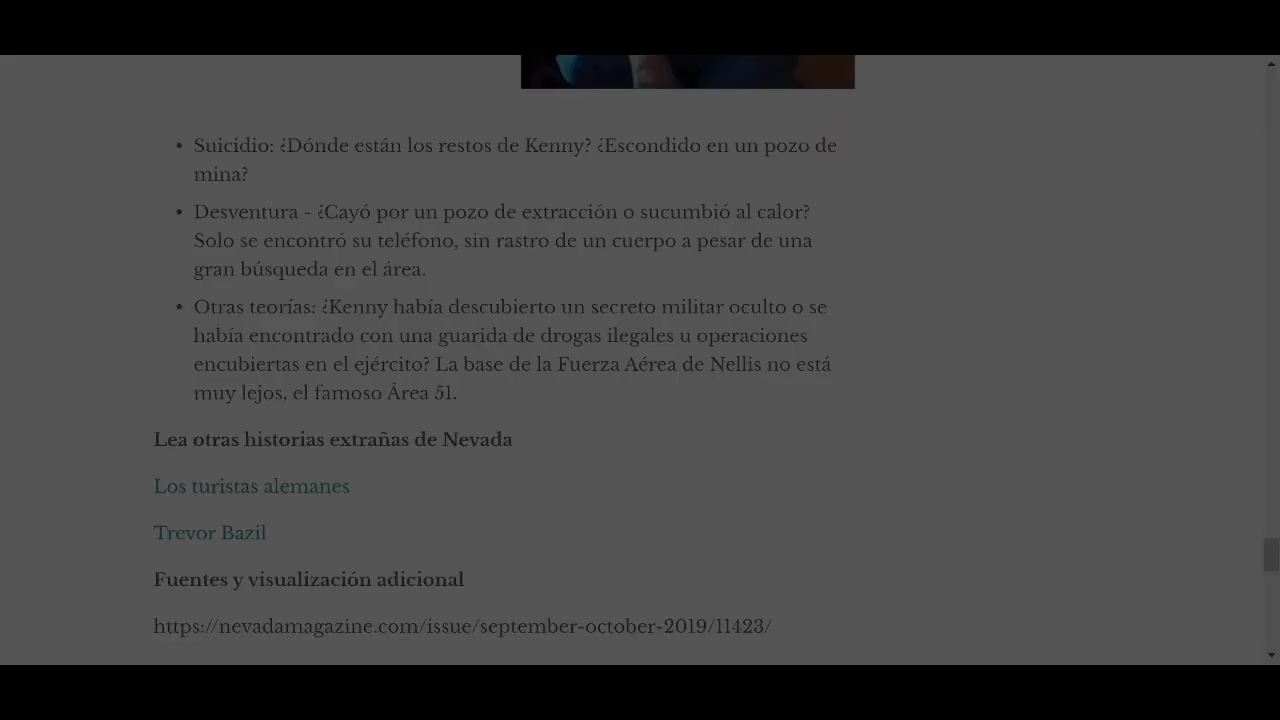 • Suicidio: ¿Dónde están los restos de Kenny? ¿Escondido en un pozo de
mina?
• Desventura - ¿Cayó por un pozo de extracción o sucumbió al calor?
Solo se encontró su teléfono, sin rastro de un cuerpo a pesar de una
gran búsqueda en el área.
• Otras teorías: ¿Kenny había descubierto un secreto militar oculto o se
había encontrado con una guarida de drogas ilegales u operaciones
encubiertas en el ejército? La base de la Fuerza Aérea de Nellis no está
muy lejos, el famoso Área 51.
Lea otras historias extrañas de Nevada
Los turistas alemanes
Trevor Bazil
Fuentes y visualización adicional
https://nevadamagazine.com/issue/september-october-2019/11423/